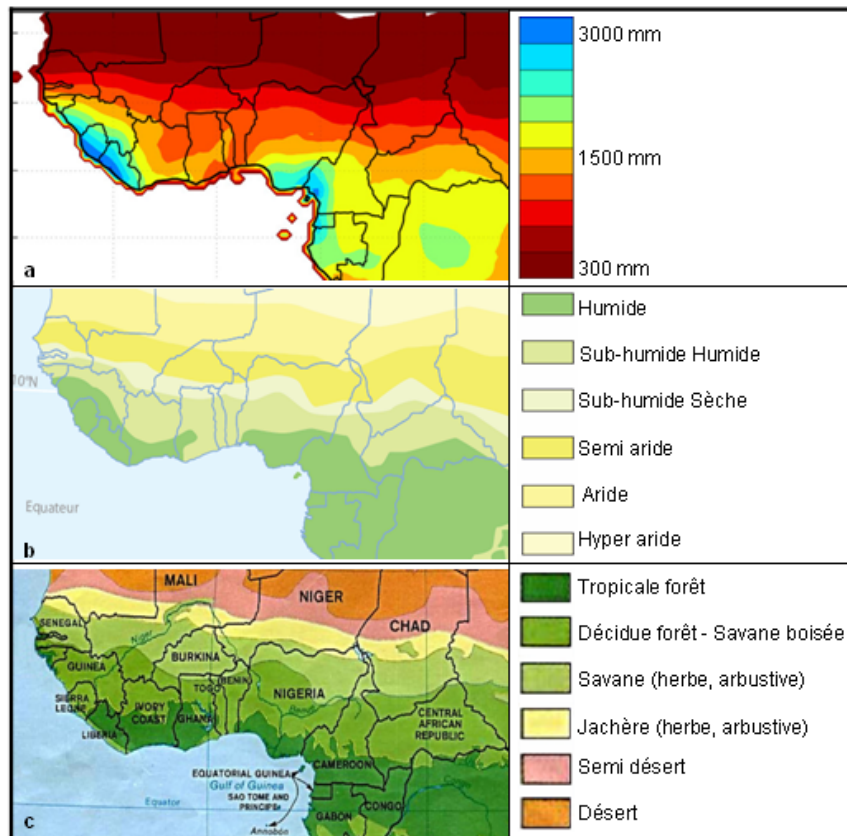 3000 mm
1500 mm
300 mm
a
Humide
Sub-humide Humide
10°N
Sub-humide Sèche
Semi aride
Equateur
Aride
b
Hyper aride
MALI
Tropicale forêt
NIGER
SENEGAL
CHAD
Décidue forêt - Savane boisée
Niger
BURKINA
GUINEA
BENIN
TOGO
NIGERIA
Savane (herbe, arbustive)
SIERRA
LEONE
IVORY
COAST
GHANA
CENTRAL
AFRICAN
REPUBLIC
LIBERIA
Jachère (herbe, arbustive)
CAMEROON
EQUATORIAL GUINEA
Semi désert
Gulf of Guinea
SAO TOME AND
PRINCIPE
Equator
CONGO
GABON
Désert
c
Annobón